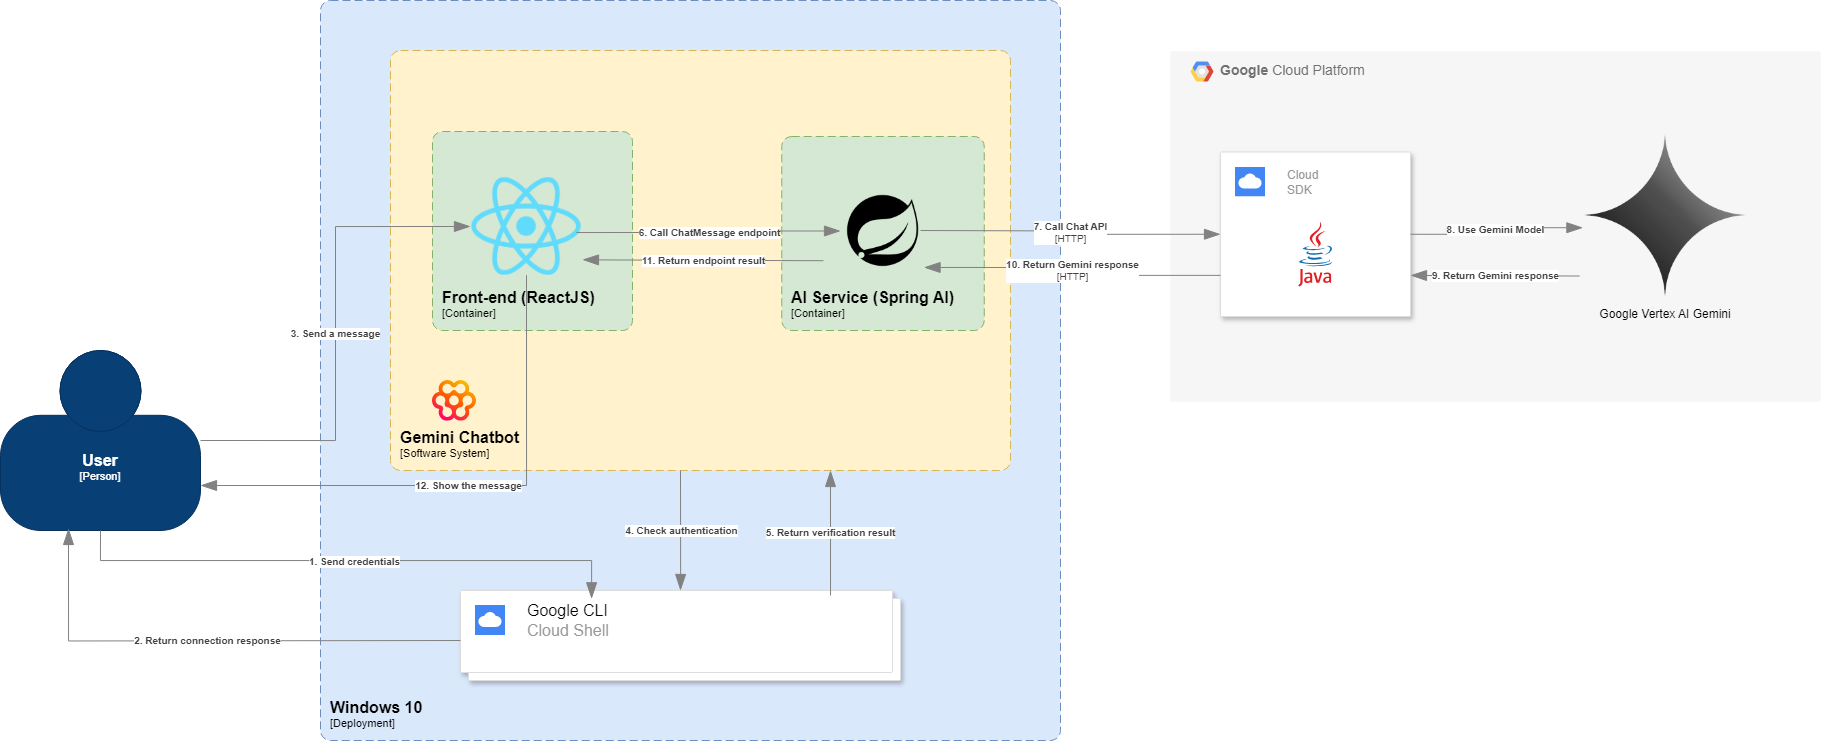 Google Cloud Platform
Cloud
SDK
Java
8. Use Gemini Model
9. Return Gemini response
Google Vertex AI Gemini
7. Call Chat API
[HTTP]
10. Return Gemini response
[HTTP]
6. Call ChatMessage endpoint
11. Return endpoint result
Front-end (ReactJS)
[Container]
AI Service (Spring AI)
[Container]
3. Send a message
Gemini Chatbot
[Software System]
User
[Person]
12. Show the message
4. Check authentication
5. Return verification result
1. Send credentials
Google CLI
Cloud Shell
2. Return connection response
Windows 10
[Deployment]